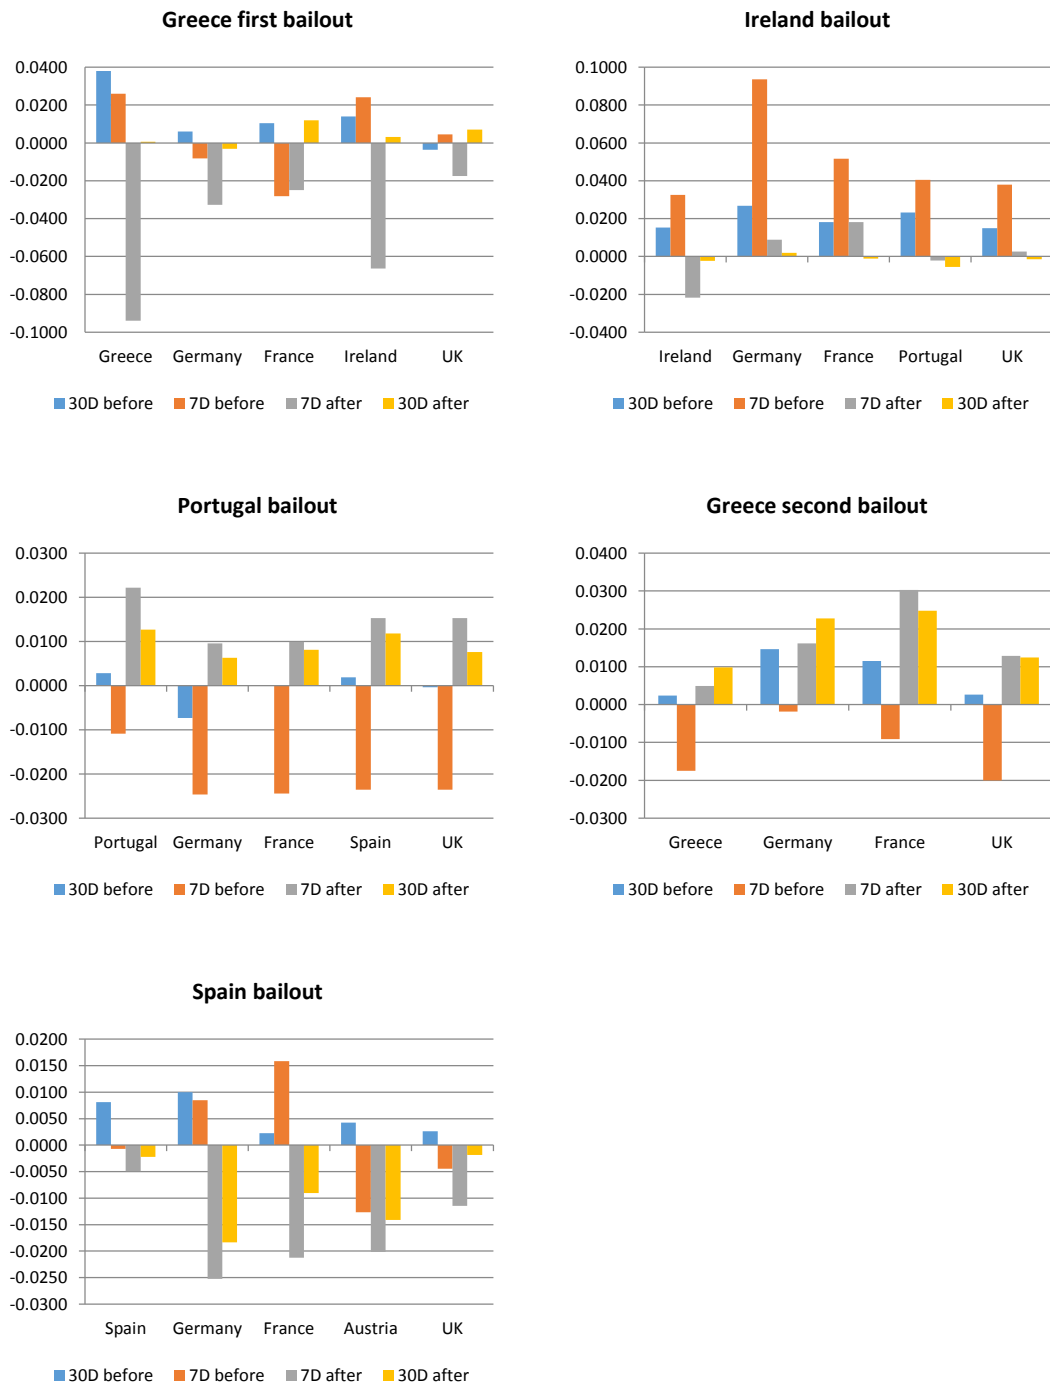 Greece first bailout
0.0400
0.0200
0.0000
-0.0200
-0.0400
-0.0600
-0.0800
-0.1000
Greece Germany France Ireland UK
30D before 7D before 7D after 30D after
Ireland bailout
0.1000
0.0800
0.0600
0.0400
0.0200
0.0000
-0.0200
-0.0400
Ireland Germany France Portugal UK
30D before 7D before 7D after 30D after
Portugal bailout
0.0300
0.0200
0.0100
0.0000
-0.0100
-0.0200
-0.0300
Portugal Germany France Spain UK
30D before 7D before 7D after 30D after
Greece second bailout
0.0400
0.0300
0.0200
0.0100
0.0000
-0.0100
-0.0200
-0.0300
Greece Germany France UK
30D before 7D before 7D after 30D after
Spain bailout
0.0200
0.0150
0.0100
0.0050
0.0000
-0.0050
-0.0100
-0.0150
-0.0200
-0.0250
-0.0300
Spain Germany France Austria UK
30D before 7D before 7D after 30D after